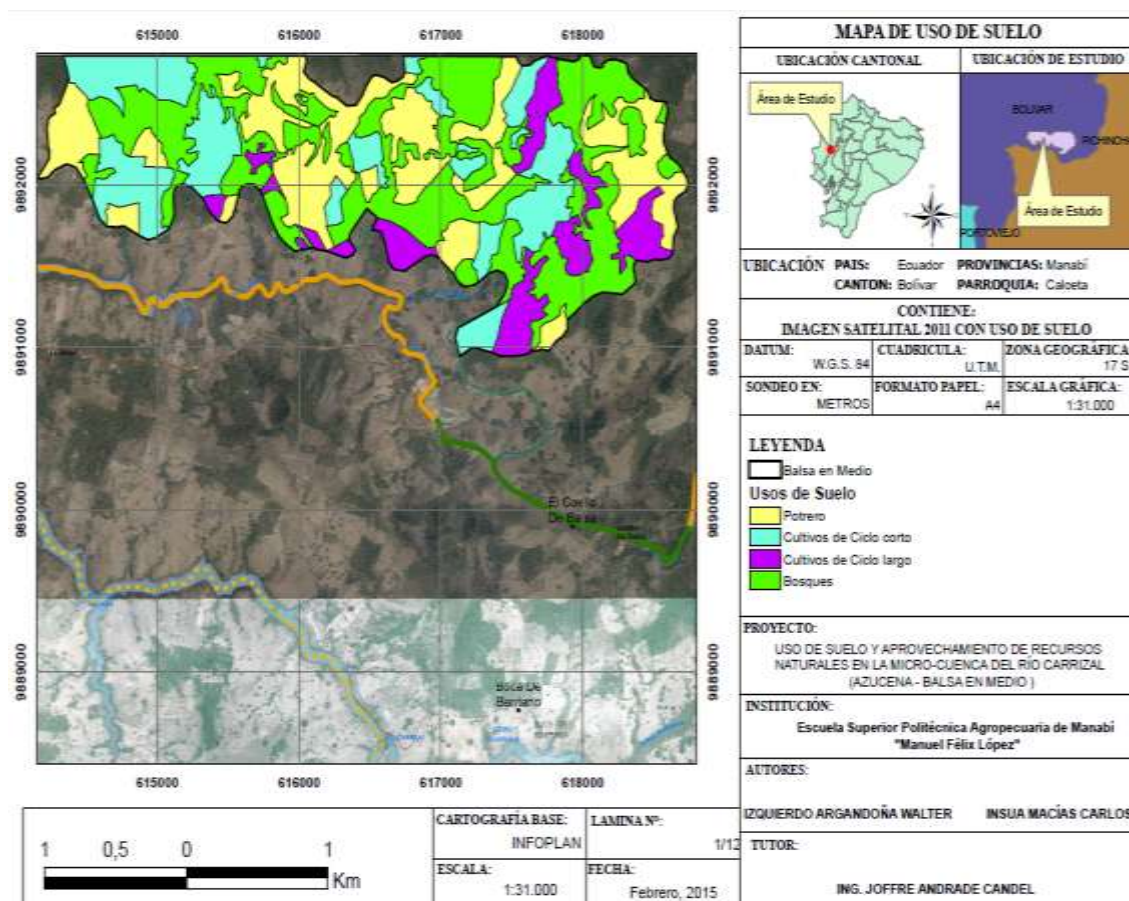 615000 616000 617000 618000
9892000 9892000
9891000 9891000
9890000 9890000
9889000 9889000
El Cuello
De Balsa
Boca De
615000 616000 617000 618000
1 0,5 0 1
Km
CARTOGRAFÍA BASE:
INFOPLAN
LAMINA Nº:
1/12
ESCALA:
1:31.000
FECHA:
Febrero, 2015
MAPA DE USO DE SUELO
UBICACIÓN CANTONAL
UBICACIÓN DE ESTUDIO
Área de Estudio
BOLIVAR
PICHINCHA
Área de Estudio
PORTOVIEJO
UBICACIÓN PAIS: Ecuador PROVINCIAS: Manabí
CANTON: Bolívar PARROQUIA: Calceta
CONTIENE:
IMAGEN SATELITAL 2011 CON USO DE SUELO
DATUM:
W.G.S. 84
CUADRICULA:
U.T.M.
ZONA GEOGRÁFICA
17 S
SONDEO EN:
METROS
FORMATO PAPEL:
A4
ESCALA GRÁFICA:
1:31.000
LEYENDA
Balsa en Medio
Usos de Suelo
Potrero
Cultivos de Ciclo corto
Cultivos de Ciclo largo
Bosques
PROYECTO:
USO DE SUELO Y APROVECHAMIENTO DE RECURSOS
NATURALES EN LA MICRO-CUENCA DEL RÍO CARRIZAL
(AZUCENA - BALSA EN MEDIO )
INSTITUCIÓN:
Escuela Superior Politécnica Agropecuaria de Manabí
"Manuel Félix López"
AUTORES:
IZQUIERDO ARGANDOÑA WALTER INSUA MACÍAS CARLOS
TUTOR:
ING. JOFFRE ANDRADE CANDEL